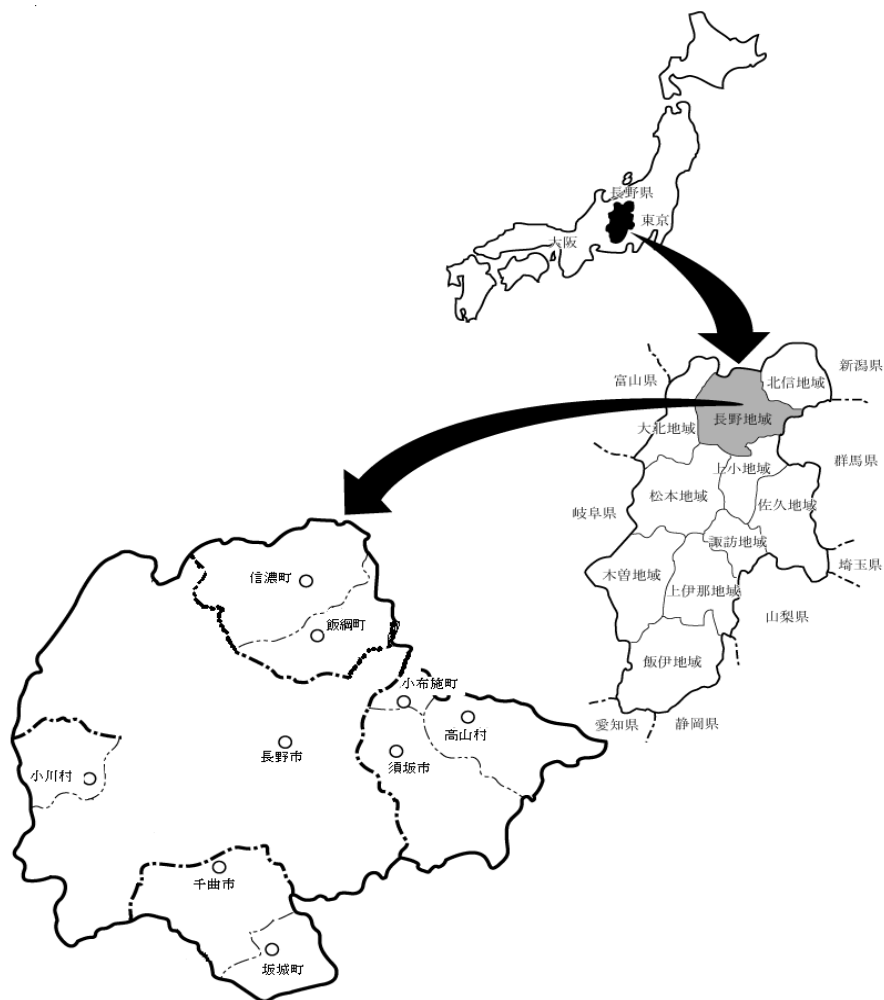 長野県
東京
大阪
新潟県
富山県
北信地域
長野地域
大北地域
群馬県
上小地域
松本地域
佐久地域
岐阜県
諏訪地域
埼玉県
木曽地域
上伊那地域
山梨県
飯伊地域
愛知県
静岡県
信濃町
飯綱町
小布施町
高山村
長野市
須坂市
小川村
千曲市
坂城町